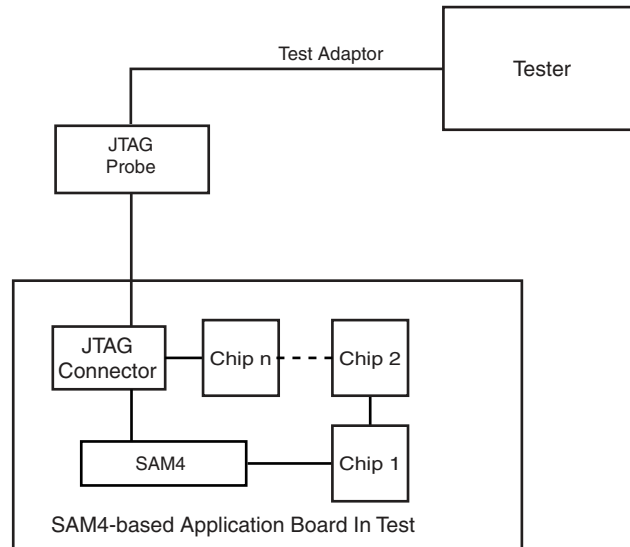 Test Adaptor
Tester
JTAG
Probe
JTAG
Connector
Chip n
Chip 2
SAM4
Chip 1
SAM4-based Application Board In Test